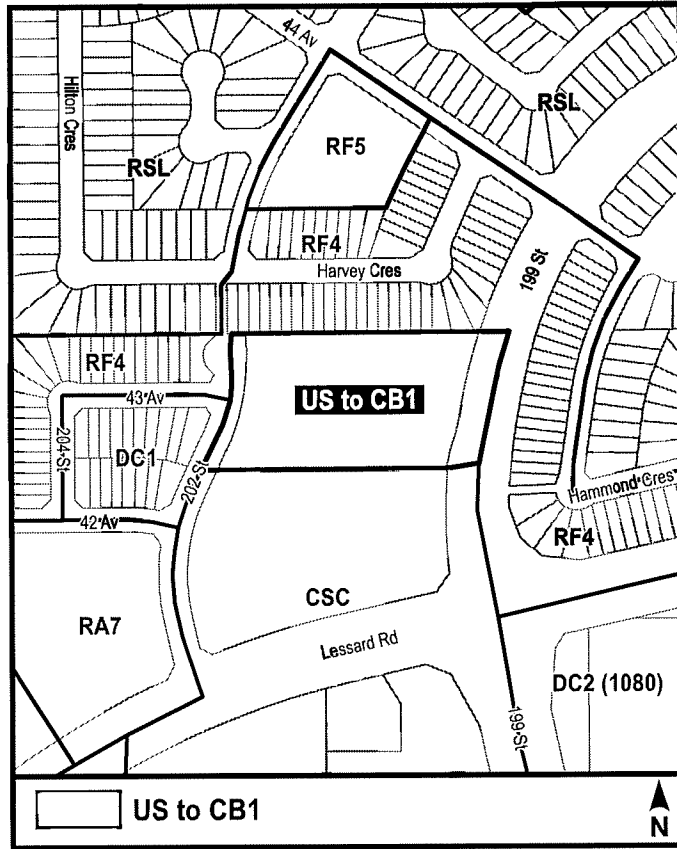 44 Av
Hilton Cres
RSL
RF5
RSL
RF4
Harvey Cres
199 St
RF4
US to CB1
43 Av
204 St
DC1
202 St
Hammond Cres
42 Av
RF4
CSC
RA7
Lessard Rd
DC2 (1080)
199 St
US to CB1
N